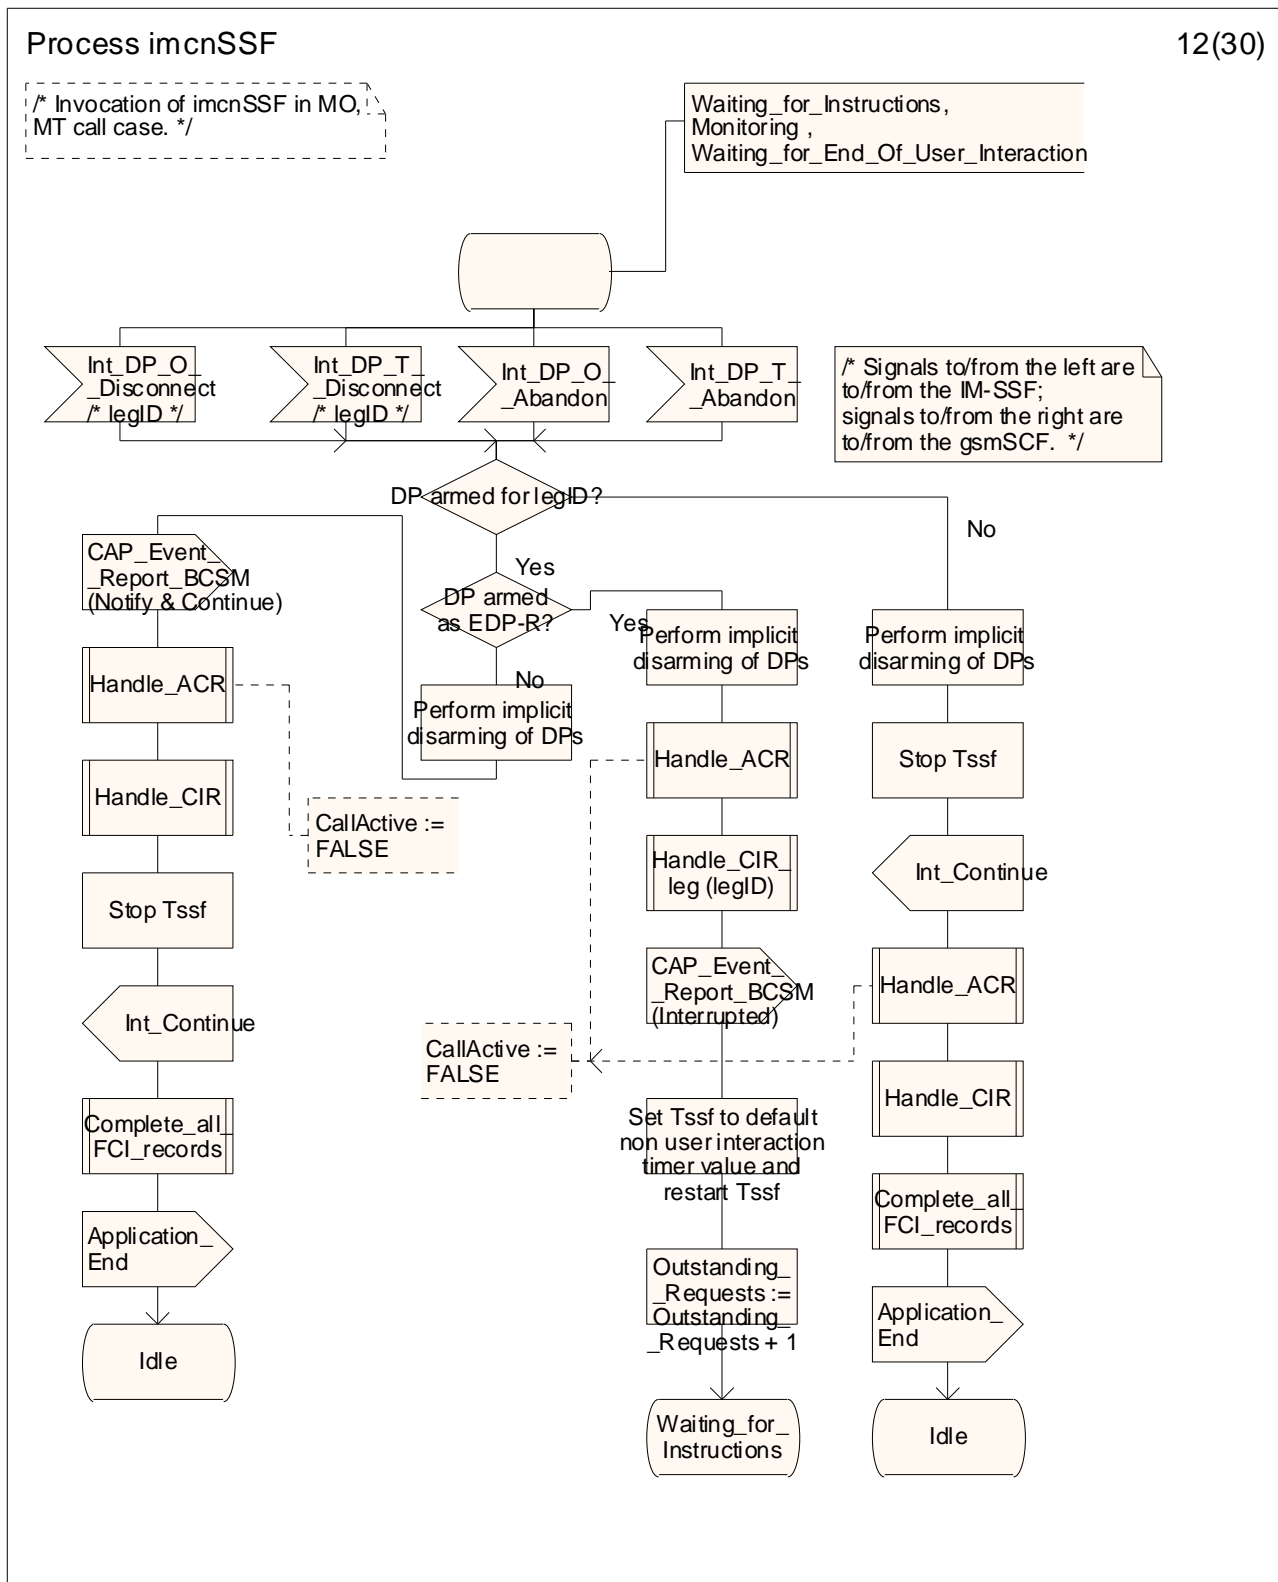 Process imcnSSF
12(30)
/* Invocation of imcnSSF in MO,
MT call case. */
Waiting_for_Instructions,
Monitoring ,
Waiting_for_End_Of_User_Interaction
Int_DP_O_
_Disconnect
/* legID */
Int_DP_T_
_Disconnect
/* legID */
Int_DP_O_
_Abandon
Int_DP_T_
_Abandon
/* Signals to/from the left are
to/from the IM-SSF;
signals to/from the right are
to/from the gsmSCF. */
DP armed for legID?
No
Yes
DP armed
as EDP-R?
Yes
No
Perform implicit
disarming of DPs
CAP_Event_
_Report_BCSM
(Notify & Continue)
Handle_ACR
Handle_CIR
CallActive :=
FALSE
Stop Tssf
Int_Continue
Complete_all_
FCI_records
Application_
End
Idle
Perform implicit
disarming of DPs
Handle_ACR
Handle_CIR_
leg (legID)
CAP_Event_
_Report_BCSM
(Interrupted)
CallActive :=
FALSE
Set Tssf to default
non user interaction
timer value and
restart Tssf
Outstanding_
_Requests :=
Outstanding_
_Requests + 1
Waiting_for_
Instructions
Perform implicit
disarming of DPs
Stop Tssf
Int_Continue
Handle_ACR
Handle_CIR
Complete_all_
FCI_records
Application_
End
Idle